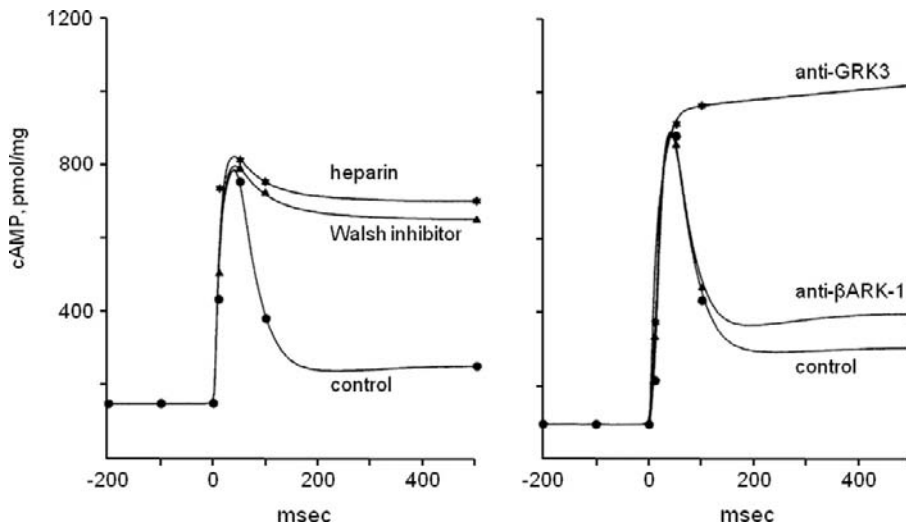 1200
800
400
cAMP, pmol/mg
heparin
Walsh inhibitor
control
-200 0 200 400
msec
anti-GRK3
anti-βARK-1
control
-200 0 200 400
msec